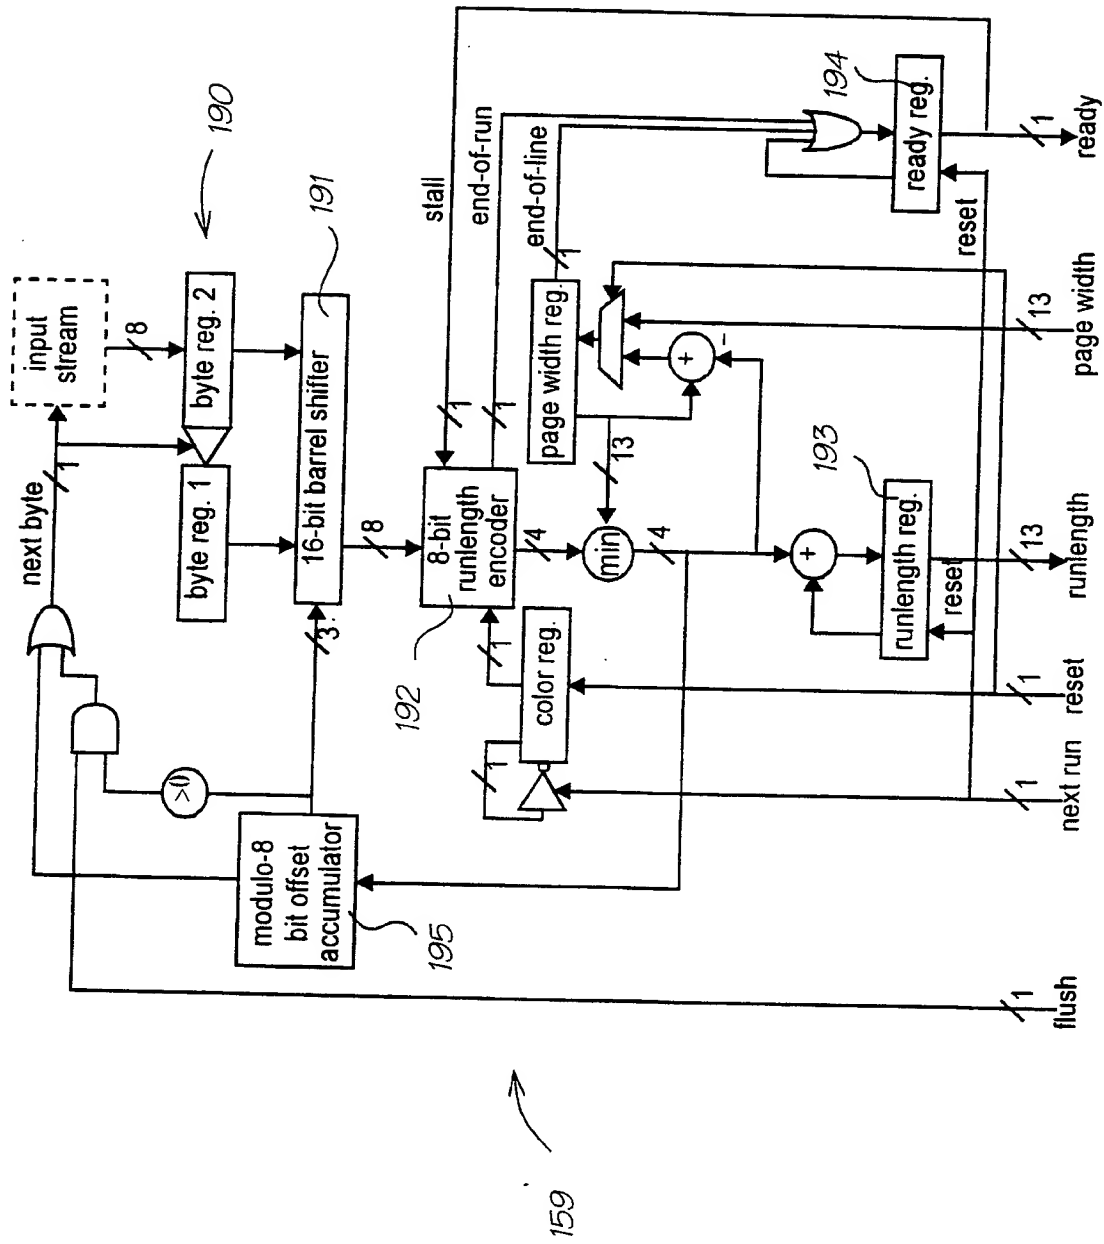 input
stream
190
next byte
1
8
byte reg. 1
byte reg. 2
191
16-bit barrel shifter
3
8
>0
modulo-8
bit offset
accumulator
195
stall
1
end-of-run
1
8-bit
runlength
encoder
192
4
1
color reg.
1
end-of-line
1
page width reg.
13
min
4
+
-
+
193
runlength reg.
reset
194
ready reg.
reset
1
flush
1
next run
1
reset
13
runlength
13
page width
1
ready
159